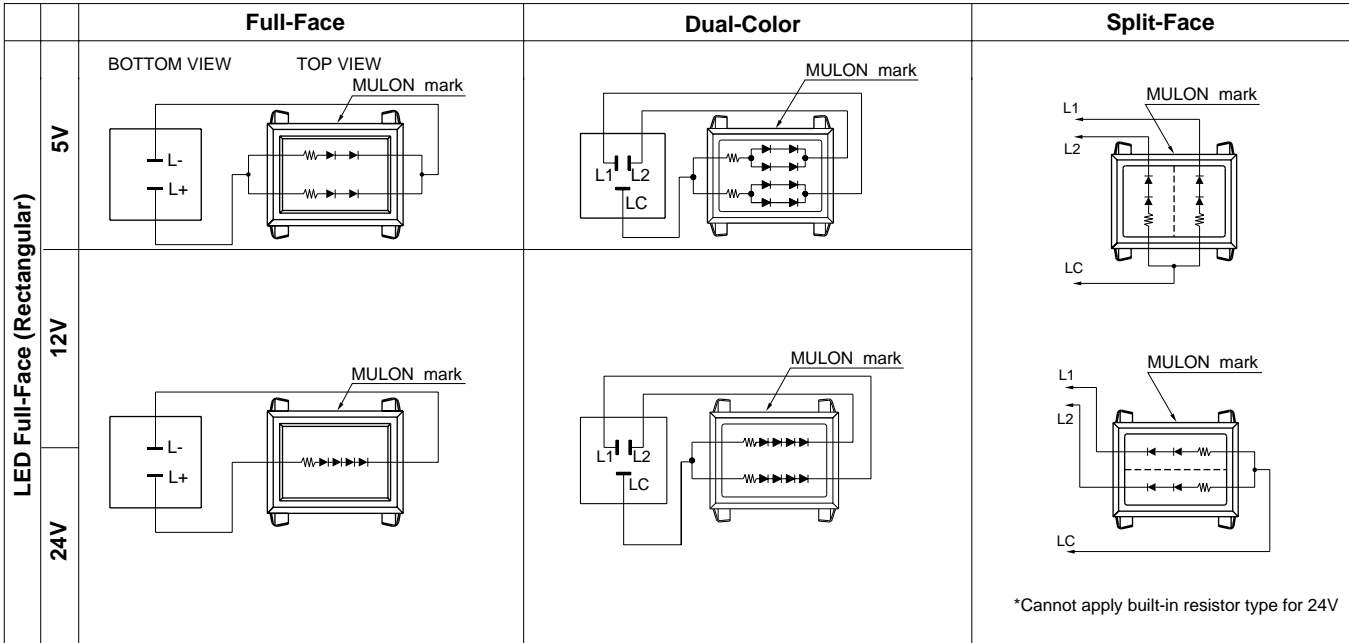 Full-Face
Dual-Color
Split-Face
LED Full-Face (Rectangular)
5V
BOTTOM VIEW
TOP VIEW
MULON mark
L-
L+
MULON mark
L1
L2
LC
MULON mark
L1
L2
LC
12V
24V
MULON mark
L-
L+
MULON mark
L1
L2
LC
MULON mark
L1
L2
LC
*Cannot apply built-in resistor type for 24V